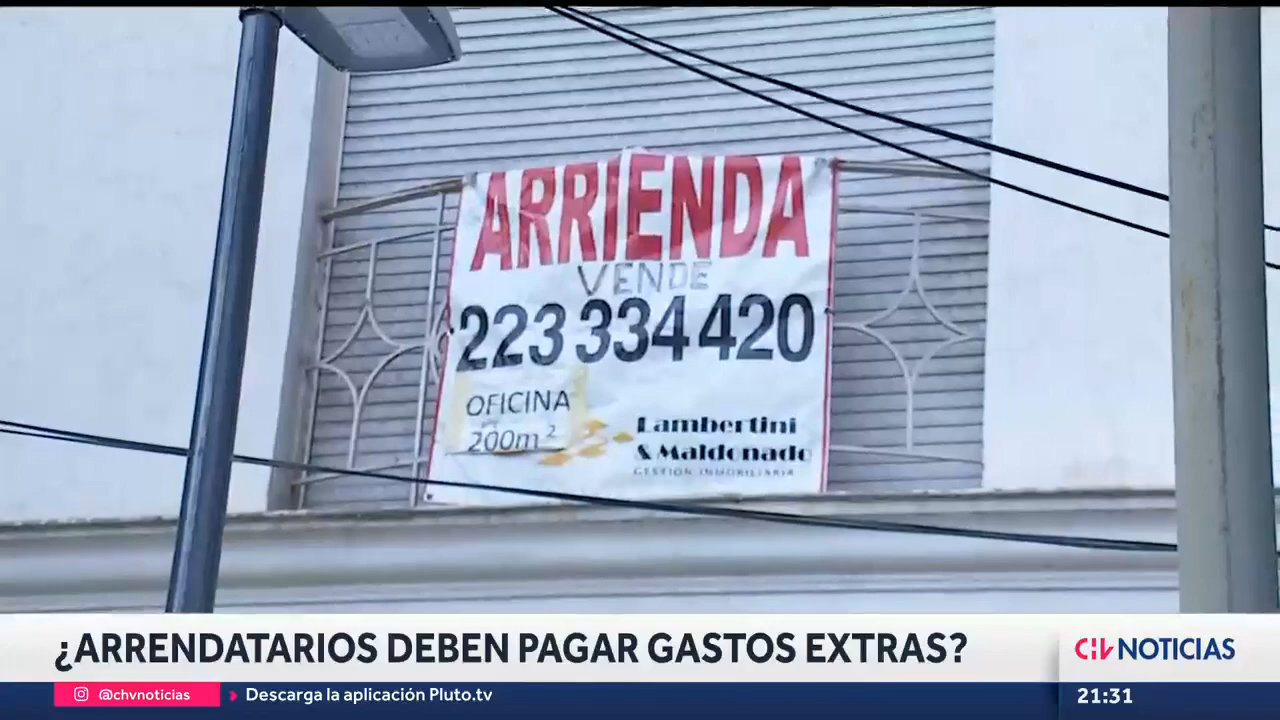 ARRIENDA
VENDE
223 334 420
OFICINA
200m²
Lambertini
& Maldonado
GESTIÓN INMOBILIARIA
¿ARRENDATARIOS DEBEN PAGAR GASTOS EXTRAS?
CHV NOTICIAS
@chvnoticias
Descarga la aplicación Pluto.tv
21:31